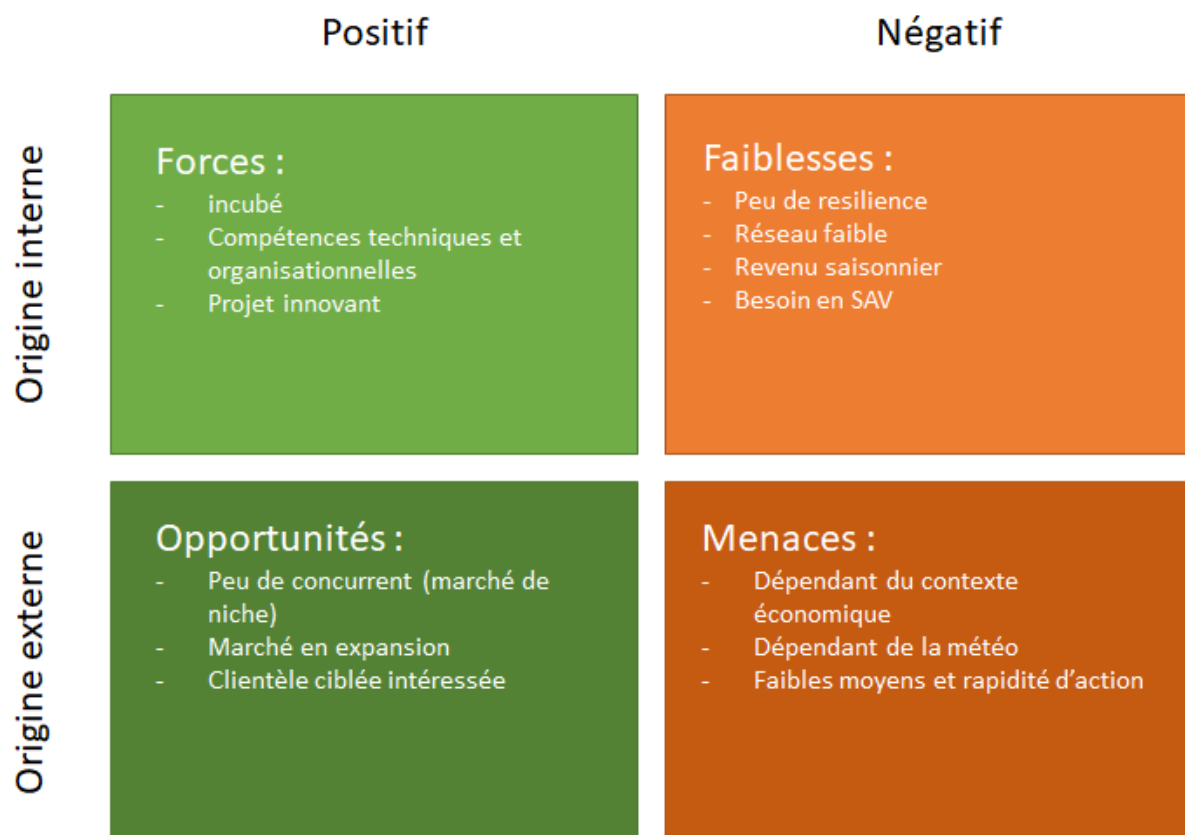 Positif
Négatif
Origine interne
Forces :
- incubé
- Compétences techniques et
organisationnelles
- Projet innovant
Faiblesses :
- Peu de resilience
- Réseau faible
- Revenu saisonnier
- Besoin en SAV
Origine externe
Opportunités :
- Peu de concurrent (marché de
niche)
- Marché en expansion
- Clientèle ciblée intéressée
Menaces :
- Dépendant du contexte
économique
- Dépendant de la météo
- Faibles moyens et rapidité d'action